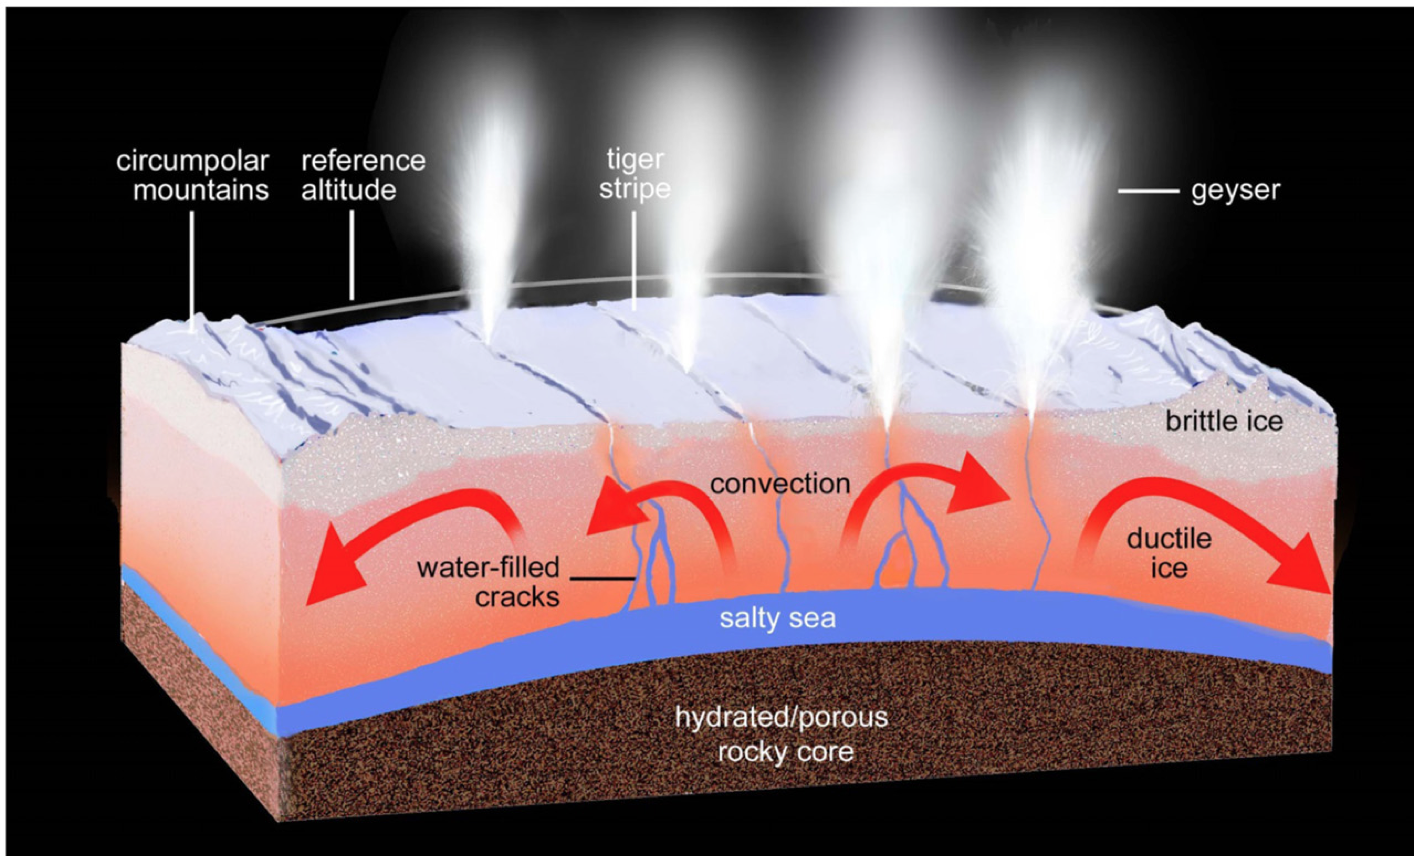 circumpolar
mountains
reference
altitude
tiger
stripe
geyser
brittle ice
convection
ductile
ice
water-filled
cracks
salty sea
hydrated/porous
rocky core